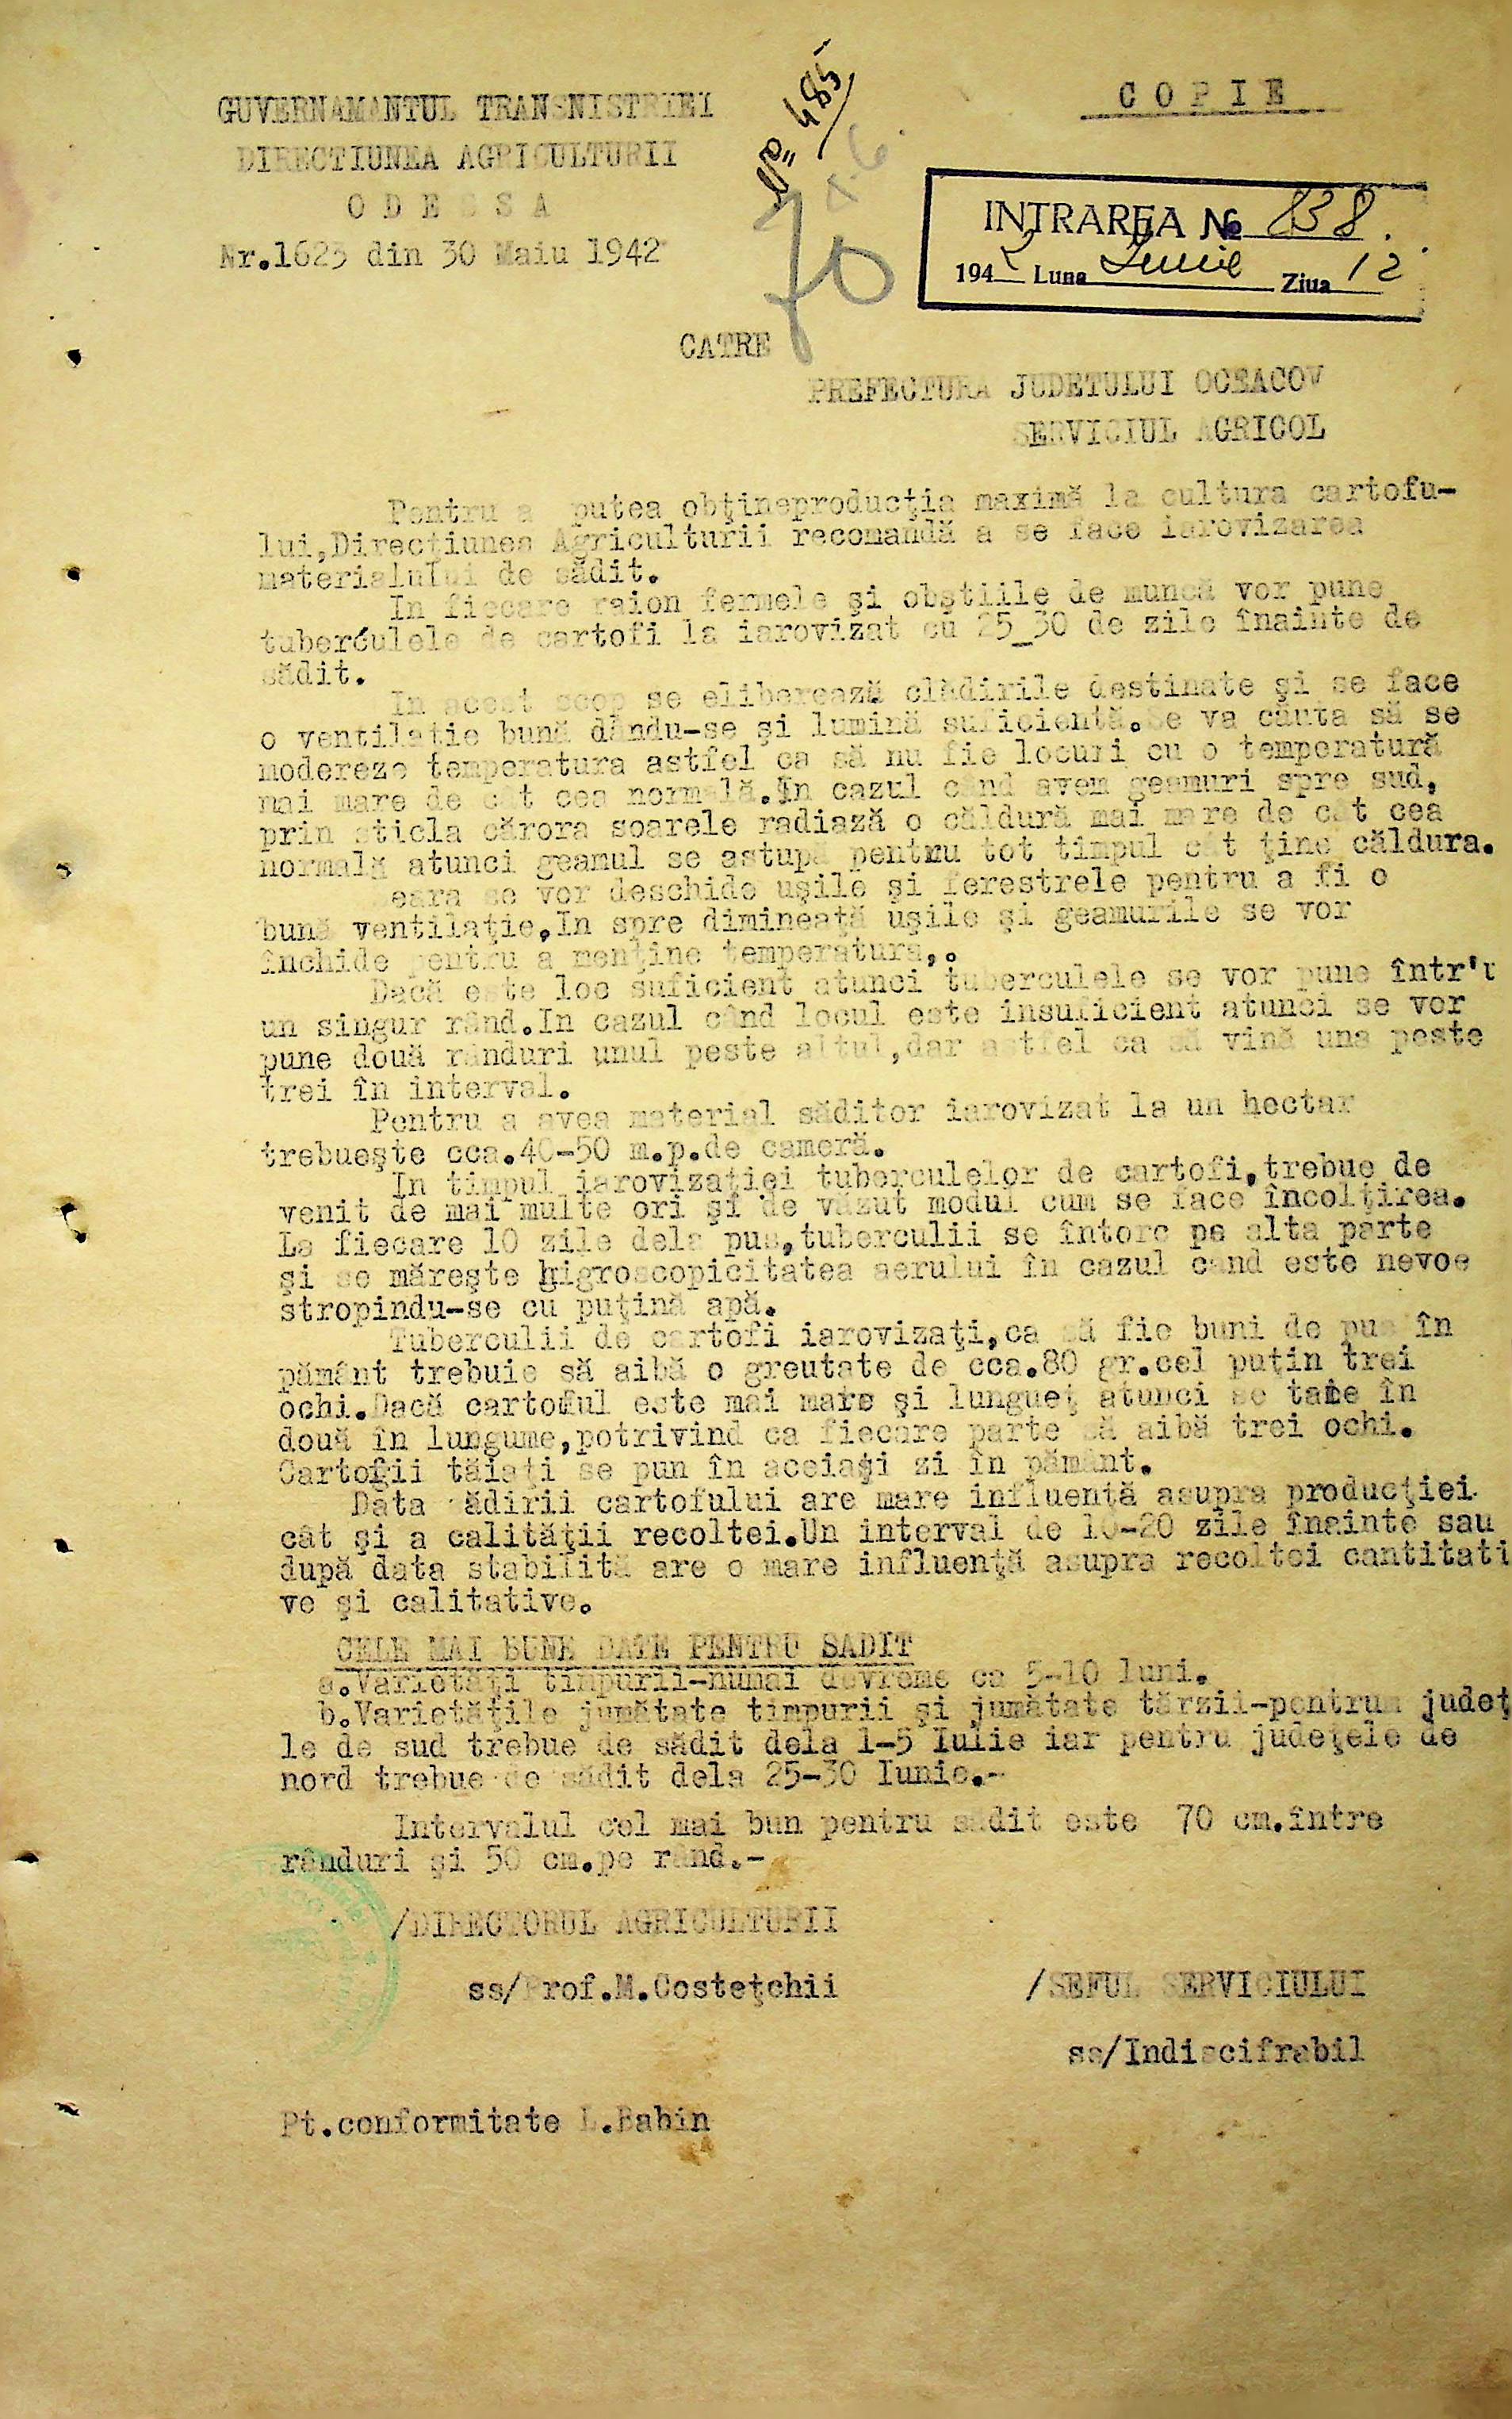 COPIE
GUVERNAMANTUL TRANSNISTRIEI
DIRECTIUNEA AGRICULTURII
ODESSA
Nr.1623 din 30 Maiu 1942
485
70
INTRAREA № 838
1942 Luna Iunie Ziua 12
CATRE
PREFECTURA JUDETULUI OCEACOV
SERVICIUL AGRICOL
Pentru a putea obţineproducţia maximă la cultura cartofu-
lui,Direcţiunea Agriculturii recomandă a se face iarovizarea
materialului de sădit.
In fiecare raion fermele şi obştiile de muncă vor pune
tuberculele de cartofi la iarovizat cu 25_30 de zile înainte de
sădit.
In acest scop se eliberează clădirile destinate şi se face
o ventilaţie bună dându-se şi lumină suficientă.Se va căuta să se
modereze temperatura astfel ca să nu fie locuri cu o temperatură
mai mare de cât cea normală.In cazul când avem geamuri spre sud,
prin sticla cărora soarele radiază o căldură mai mare de cât cea
normală atunci geamul se astupă pentru tot timpul cât ţine căldura.
eara se vor deschide uşile şi ferestrele pentru a fi o
bună ventilaţie,In spre dimineaţă uşile şi geamurile se vor
închide pentru a menţine temperatura,.
Dacă este loc suficient atunci tuberculele se vor pune într'u
un singur rând.In cazul când locul este insuficient atunci se vor
pune două rânduri unul peste altul,dar astfel ca să vină una peste
trei în interval.
Pentru a avea material săditor iarovizat la un hectar
trebueşte cca.40-50 m.p.de cameră.
In timpul iarovizaţiei tuberculelor de cartofi,trebue de
venit de mai multe ori şi de văzut modul cum se face încolţirea.
La fiecare 10 zile dela pus,tuberculii se întorc pe alta parte
şi se măreşte higroscopicitatea aerului în cazul cand este nevoe
stropindu-se cu puţină apă.
Tuberculii de cartofi iarovizaţi,ca să fie buni de pus în
pământ trebuie să aibă o greutate de cca.80 gr.cel puţin trei
ochi.Dacă cartoful este mai mare şi lungueţ atunci se taie în
două în lungume,potrivind ca fiecare parte să aibă trei ochi.
Cartofii tăiaţi se pun în aceiaşi zi în pământ.
Data ădirii cartofului are mare influenţă asupra producţiei
cât şi a calităţii recoltei.Un interval de 10-20 zile înainte sau
după data stabilită are o mare influenţă asupra recoltei cantitati
ve şi calitative.
CELE MAI BUNE DATE PENTRU SADIT
a.Varietăţi timpurii-numai devreme ca 5-10 luni.
b.Varietăţile jumătate timpurii şi jumătate tărzii-pentru judeţ
le de sud trebue de sădit dela 1-5 Iulie iar pentru judeţele de
nord trebue de sădit dela 25-30 Iunie.-
Intervalul cel mai bun pentru sădit este 70 cm.între
rânduri şi 50 cm.pe rând.-
/DIRECTORUL AGRICULTURII
ss/Prof.M.Costeţchii
/SEFUL SERVICIULUI
ss/Indiscifrabil
Pt.conformitate L.Babin